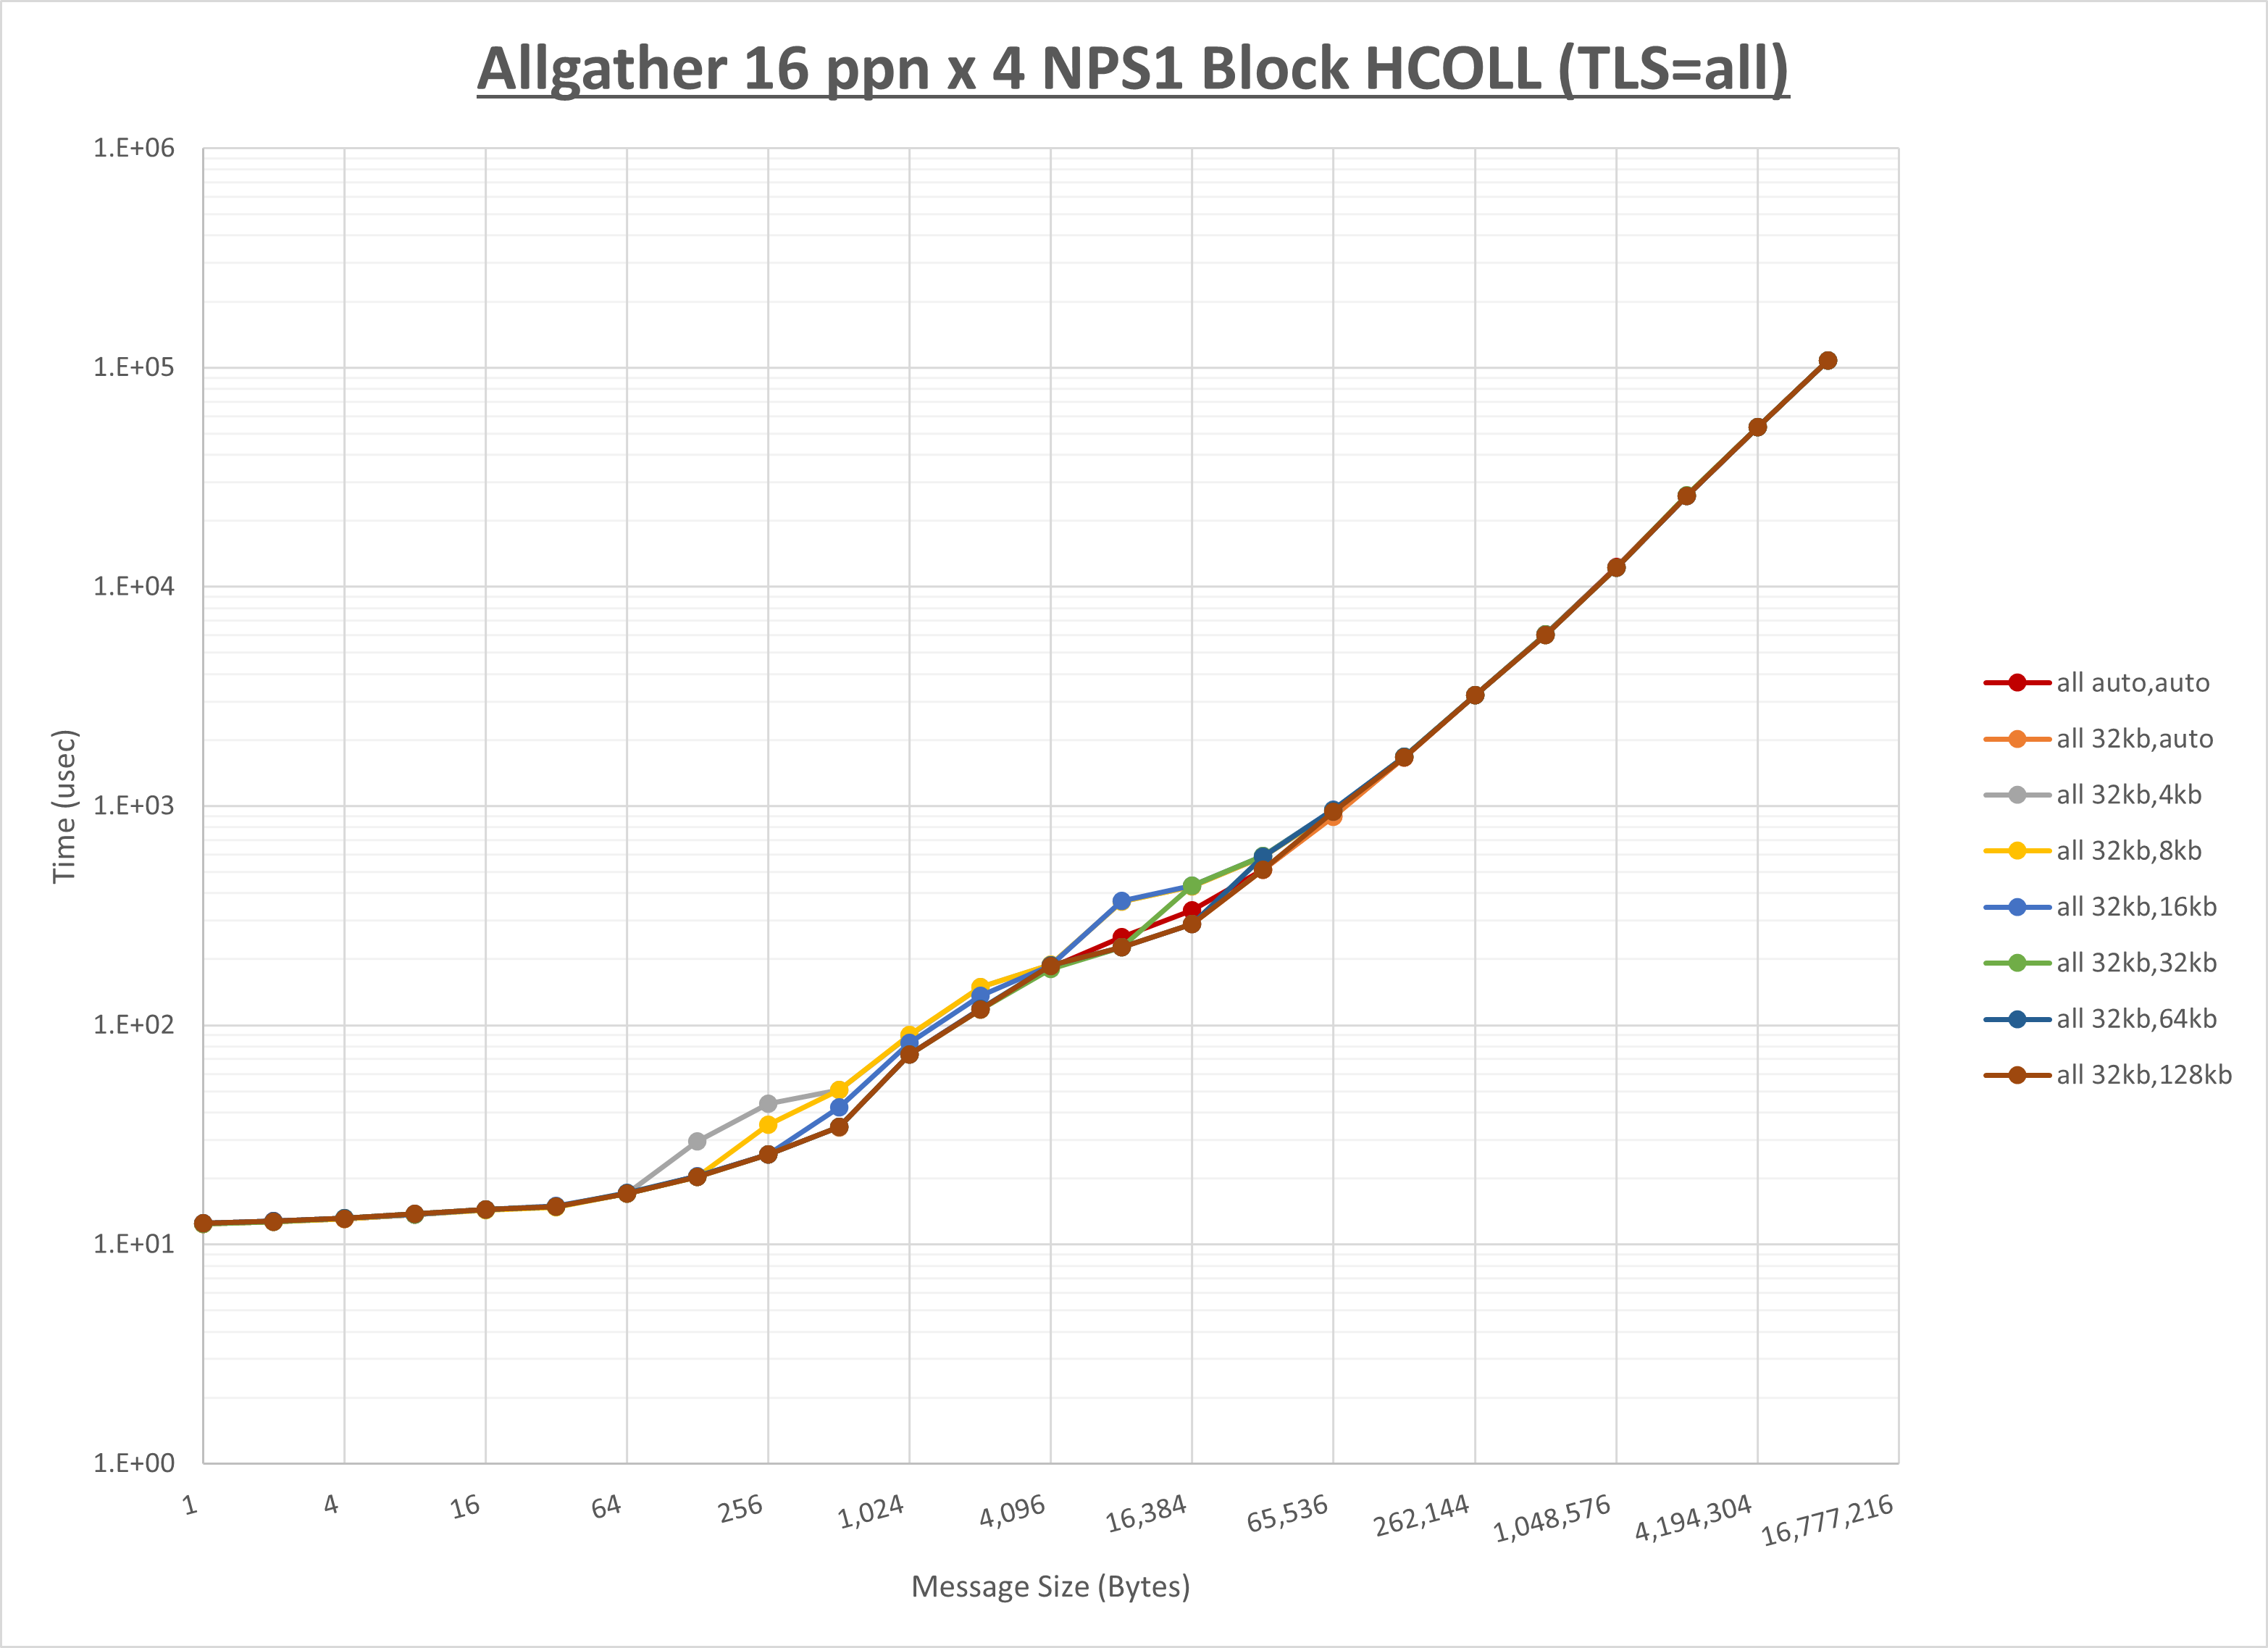 Allgather 16 ppn x 4 NPS1 Block HCOLL (TLS=all)
1.E+06
1.E+05
1.E+04
1.E+03
1.E+02
1.E+01
1.E+00
Time (usec)
1
4
16
64
256
1,024
4,096
16,384
65,536
262,144
1,048,576
4,194,304
16,777,216
Message Size (Bytes)
all auto,auto
all 32kb,auto
all 32kb,4kb
all 32kb,8kb
all 32kb,16kb
all 32kb,32kb
all 32kb,64kb
all 32kb,128kb